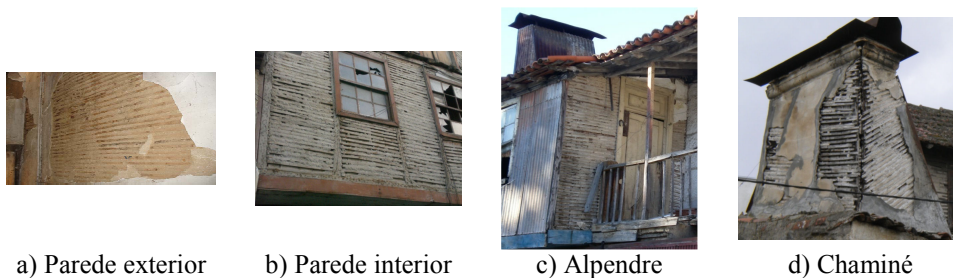 a) Parede exterior
b) Parede interior
c) Alpendre
d) Chaminé